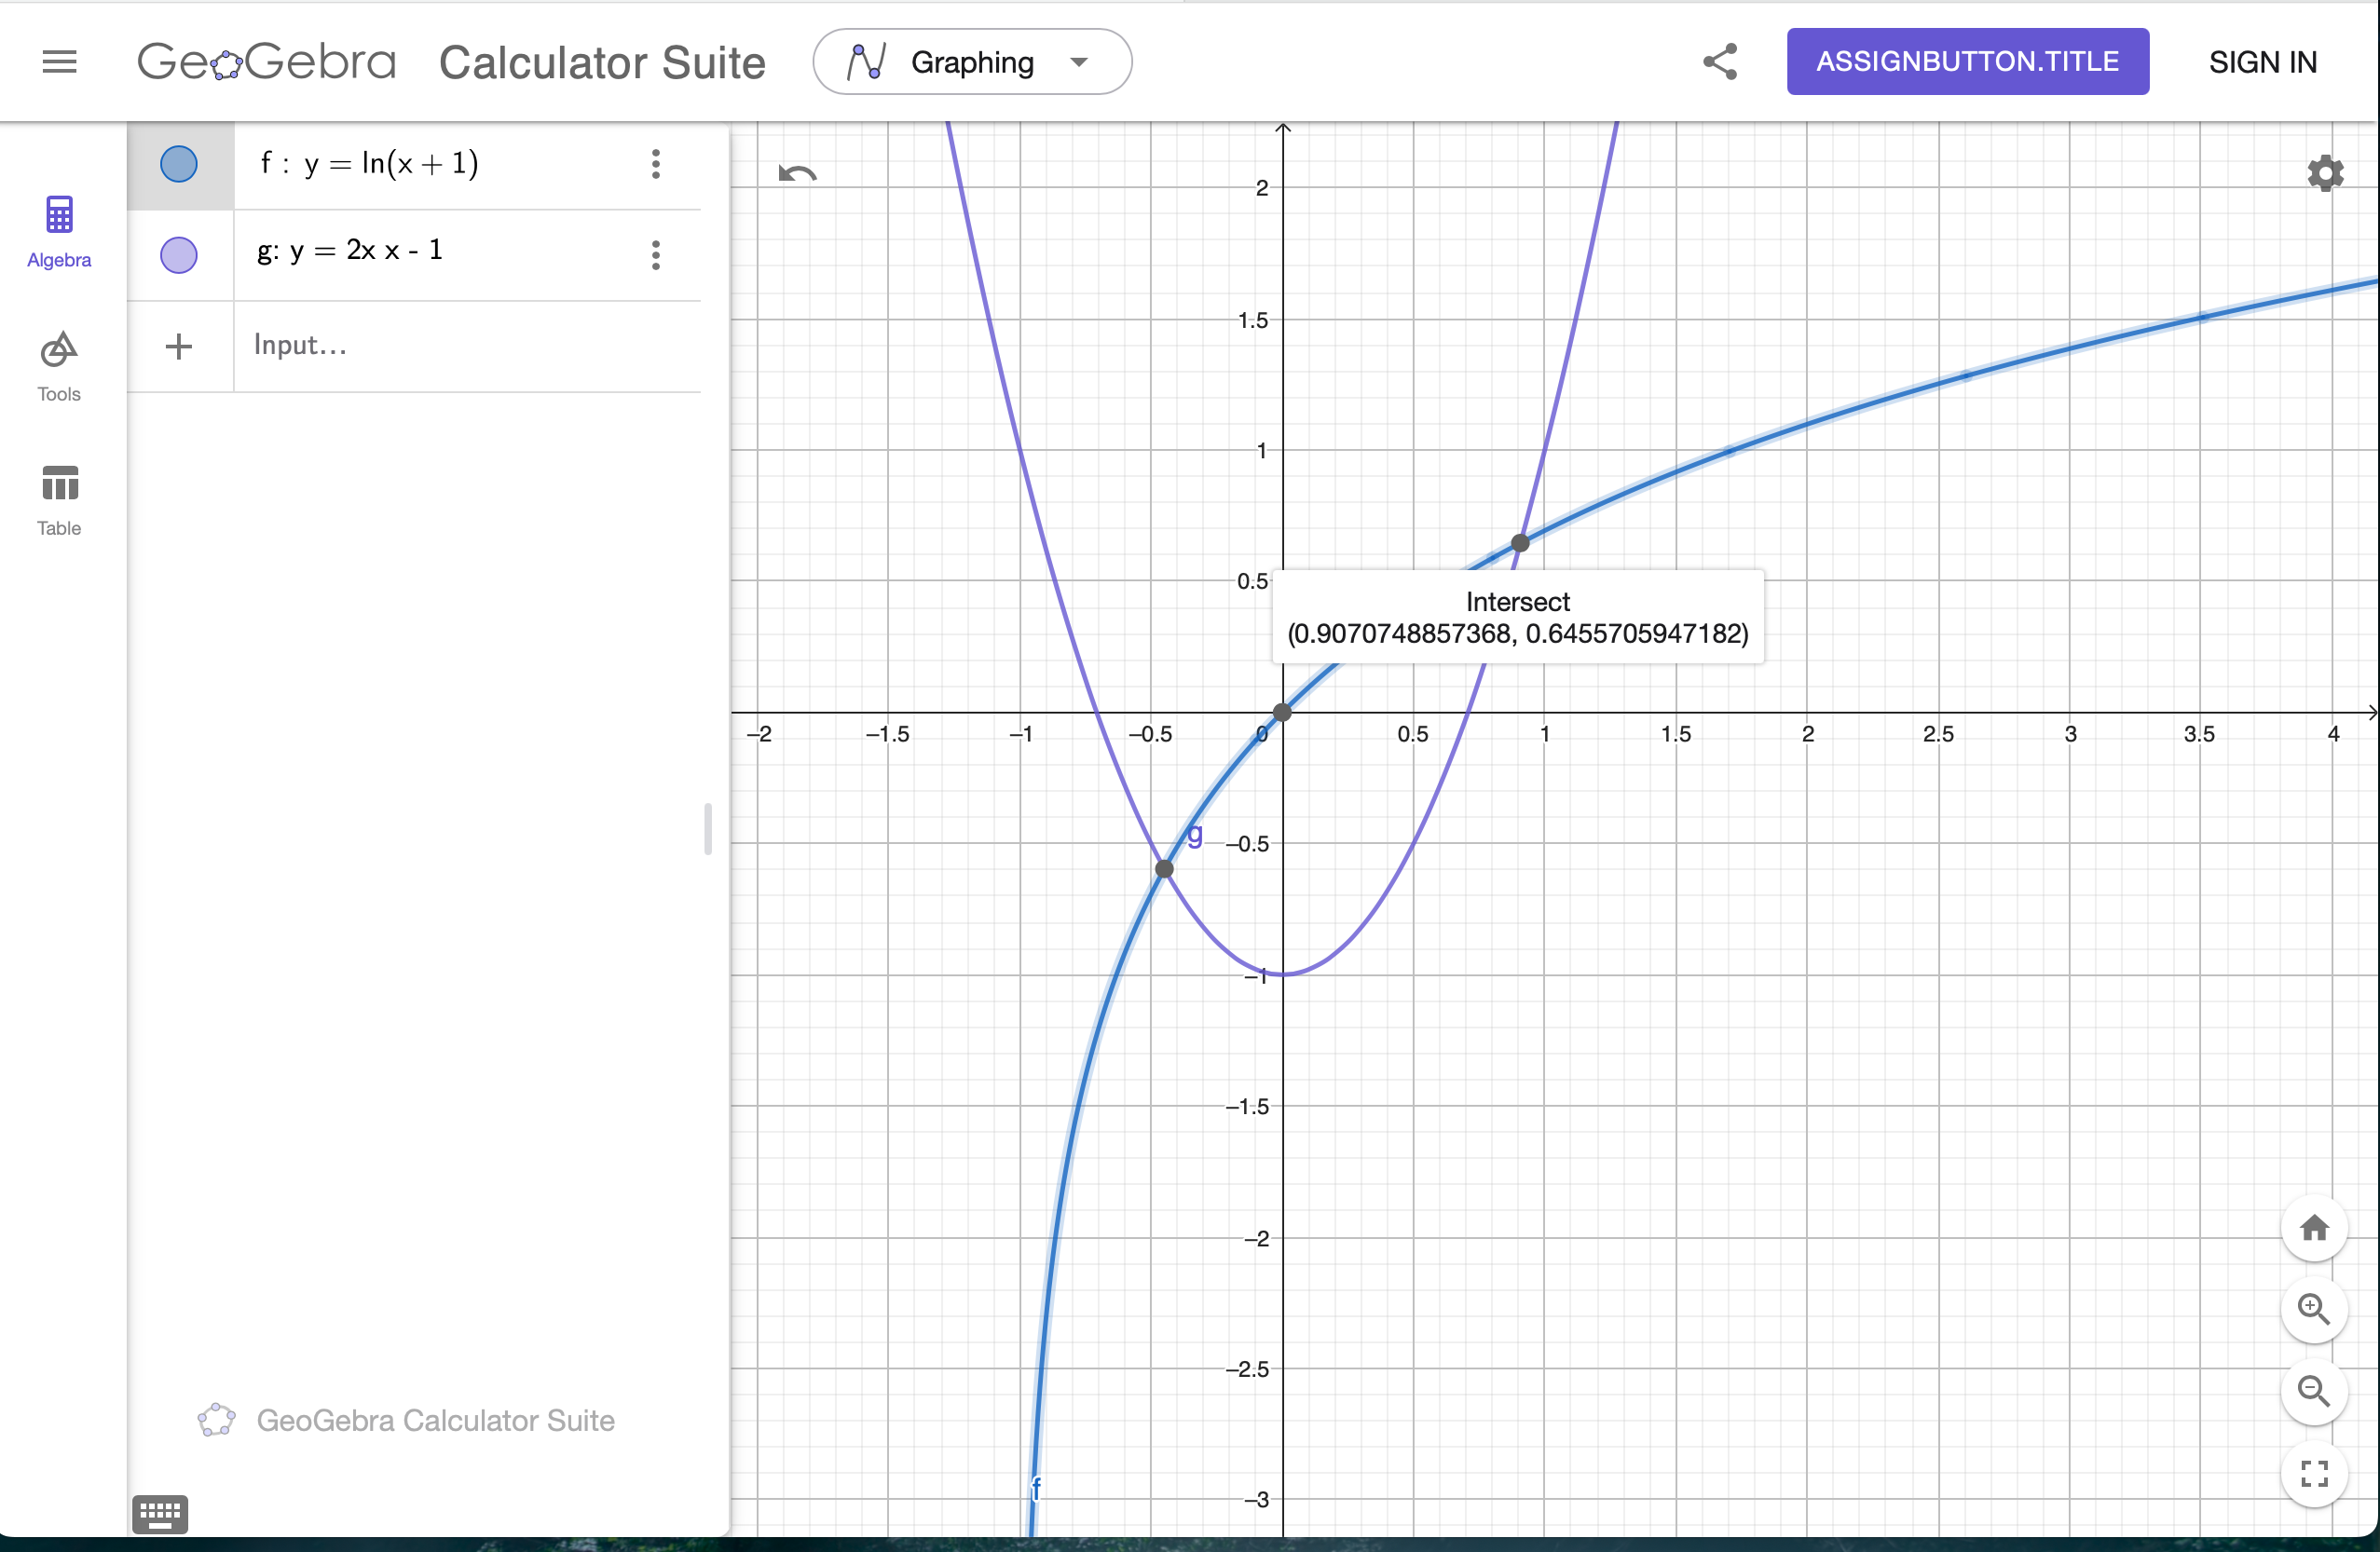 GeoGebra Calculator Suite Graphing ASSIGNBUTTON.TITLE SIGN IN
f : y = ln(x + 1)
g: y = 2x x - 1
Input…
Algebra
Tools
Table
2
1.5
1
0.5
Intersect
(0.9070748857368, 0.6455705947182)
–2 –1.5 –1 –0.5 0 0.5 1 1.5 2 2.5 3 3.5 4
g
–0.5
–1
–1.5
–2
–2.5
–3
f
GeoGebra Calculator Suite